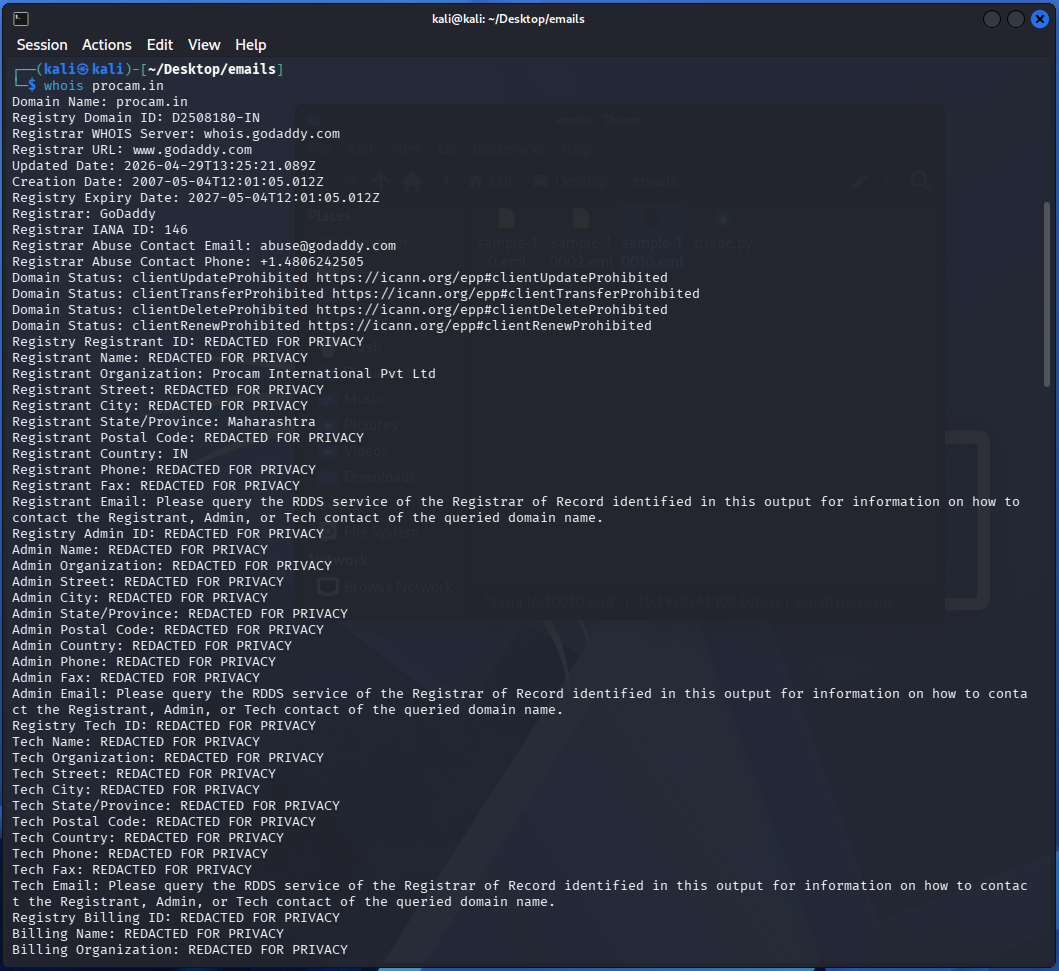 kali@kali: ~/Desktop/emails
Session Actions Edit View Help
┌──(kali㉿kali)-[~/Desktop/emails]
└─$ whois procam.in
Domain Name: procam.in
Registry Domain ID: D2508180-IN
Registrar WHOIS Server: whois.godaddy.com
Registrar URL: www.godaddy.com
Updated Date: 2026-04-29T13:25:21.089Z
Creation Date: 2007-05-04T12:01:05.012Z
Registry Expiry Date: 2027-05-04T12:01:05.012Z
Registrar: GoDaddy
Registrar IANA ID: 146
Registrar Abuse Contact Email: abuse@godaddy.com
Registrar Abuse Contact Phone: +1.4806242505
Domain Status: clientUpdateProhibited https://icann.org/epp#clientUpdateProhibited
Domain Status: clientTransferProhibited https://icann.org/epp#clientTransferProhibited
Domain Status: clientDeleteProhibited https://icann.org/epp#clientDeleteProhibited
Domain Status: clientRenewProhibited https://icann.org/epp#clientRenewProhibited
Registry Registrant ID: REDACTED FOR PRIVACY
Registrant Name: REDACTED FOR PRIVACY
Registrant Organization: Procam International Pvt Ltd
Registrant Street: REDACTED FOR PRIVACY
Registrant City: REDACTED FOR PRIVACY
Registrant State/Province: Maharashtra
Registrant Postal Code: REDACTED FOR PRIVACY
Registrant Country: IN
Registrant Phone: REDACTED FOR PRIVACY
Registrant Fax: REDACTED FOR PRIVACY
Registrant Email: Please query the RDDS service of the Registrar of Record identified in this output for information on how to
contact the Registrant, Admin, or Tech contact of the queried domain name.
Registry Admin ID: REDACTED FOR PRIVACY
Admin Name: REDACTED FOR PRIVACY
Admin Organization: REDACTED FOR PRIVACY
Admin Street: REDACTED FOR PRIVACY
Admin City: REDACTED FOR PRIVACY
Admin State/Province: REDACTED FOR PRIVACY
Admin Postal Code: REDACTED FOR PRIVACY
Admin Country: REDACTED FOR PRIVACY
Admin Phone: REDACTED FOR PRIVACY
Admin Fax: REDACTED FOR PRIVACY
Admin Email: Please query the RDDS service of the Registrar of Record identified in this output for information on how to conta
ct the Registrant, Admin, or Tech contact of the queried domain name.
Registry Tech ID: REDACTED FOR PRIVACY
Tech Name: REDACTED FOR PRIVACY
Tech Organization: REDACTED FOR PRIVACY
Tech Street: REDACTED FOR PRIVACY
Tech City: REDACTED FOR PRIVACY
Tech State/Province: REDACTED FOR PRIVACY
Tech Postal Code: REDACTED FOR PRIVACY
Tech Country: REDACTED FOR PRIVACY
Tech Phone: REDACTED FOR PRIVACY
Tech Fax: REDACTED FOR PRIVACY
Tech Email: Please query the RDDS service of the Registrar of Record identified in this output for information on how to contac
t the Registrant, Admin, or Tech contact of the queried domain name.
Registry Billing ID: REDACTED FOR PRIVACY
Billing Name: REDACTED FOR PRIVACY
Billing Organization: REDACTED FOR PRIVACY